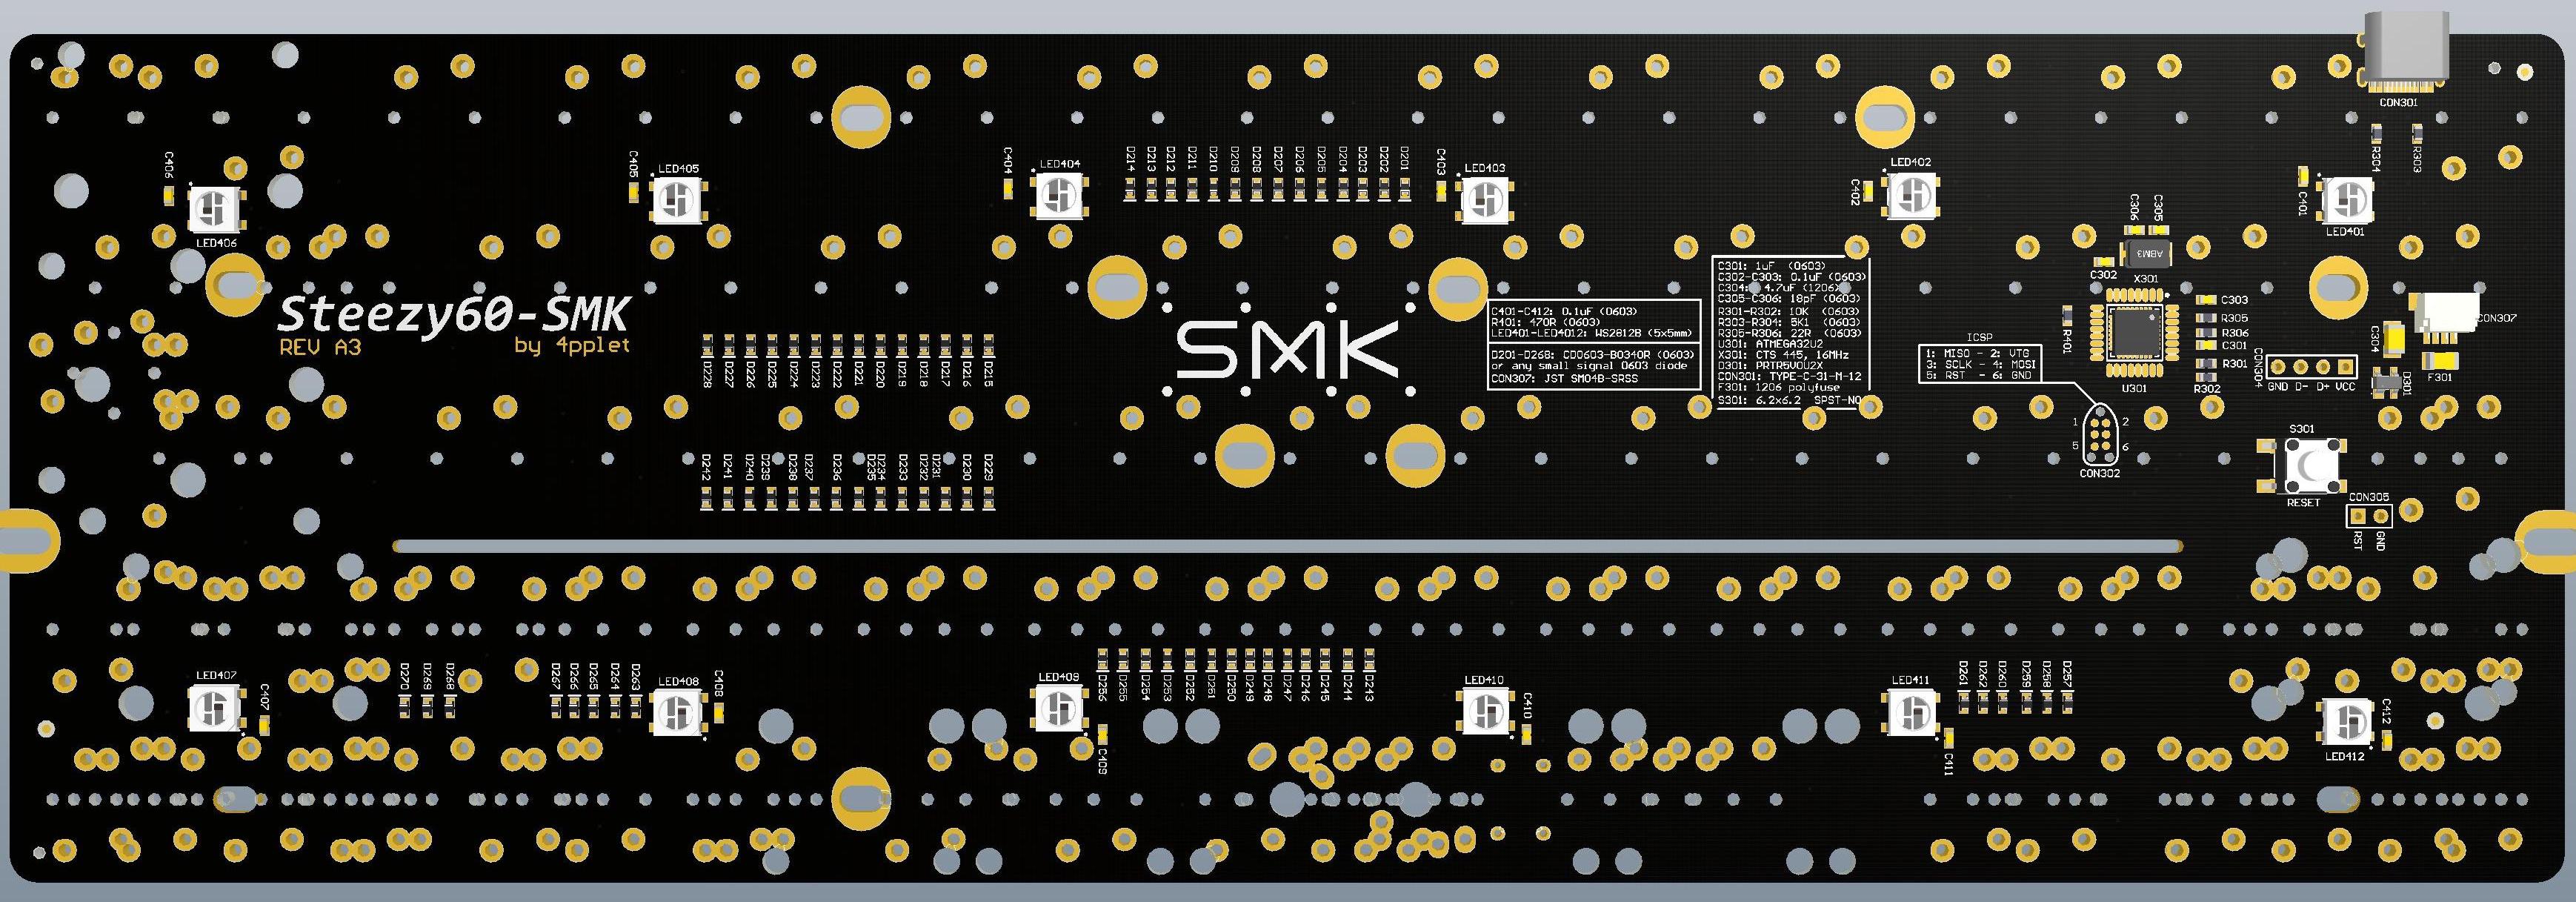 CON301
R304
R303
C406
LED406
C405
LED405
C404
LED404
D214
D213
D212
D211
D210
D209
D208
D207
D206
D205
D204
D203
D202
D201
C403
LED403
C402
LED402
C401
LED401
C306
C305
ABM3
C302
X301
Steezy60-SMK
REV A3
by 4pplet
SMK
C401-C412: 0.1uF (0603)
R401: 470R (0603)
LED401-LED4012: WS2812B (5x5mm)
D201-D268: CD0603-B0340R (0603)
or any small signal 0603 diode
CON307: JST SM04B-SRSS
C301: 1uF (0603)
C302-C303: 0.1uF (0603)
C304: 4.7uF (1206)
C305-C306: 18pF (0603)
R301-R302: 10K (0603)
R303-R304: 5K1 (0603)
R305-R306: 22R (0603)
U301: ATMEGA32U2
X301: CTS 445, 16MHz
D301: PRTR5V0U2X
CON301: TYPE-C-31-M-12
F301: 1206 polyfuse
S301: 6.2x6.2 SPST-NO
ICSP
1: MISO - 2: VTG
3: SCLK - 4: MOSI
5: RST - 6: GND
R401
U301
C303
R305
R306
C301
R301
R302
CON304
GND D- D+ VCC
C304
CON307
F301
D301
1 2
5 6
CON302
S301
RESET
CON305
RST
GND
D228
D227
D226
D225
D224
D223
D222
D221
D220
D219
D218
D217
D216
D215
D242
D241
D240
D239
D238
D237
D236
D235
D234
D233
D232
D231
D230
D229
LED407
C407
D270
D269
D268
D267
D266
D265
D264
D263
LED408
C408
LED409
C409
D256
D255
D254
D253
D252
D251
D250
D249
D248
D247
D246
D245
D244
D243
LED410
C410
LED411
C411
D261
D262
D260
D259
D258
D257
LED412
C412